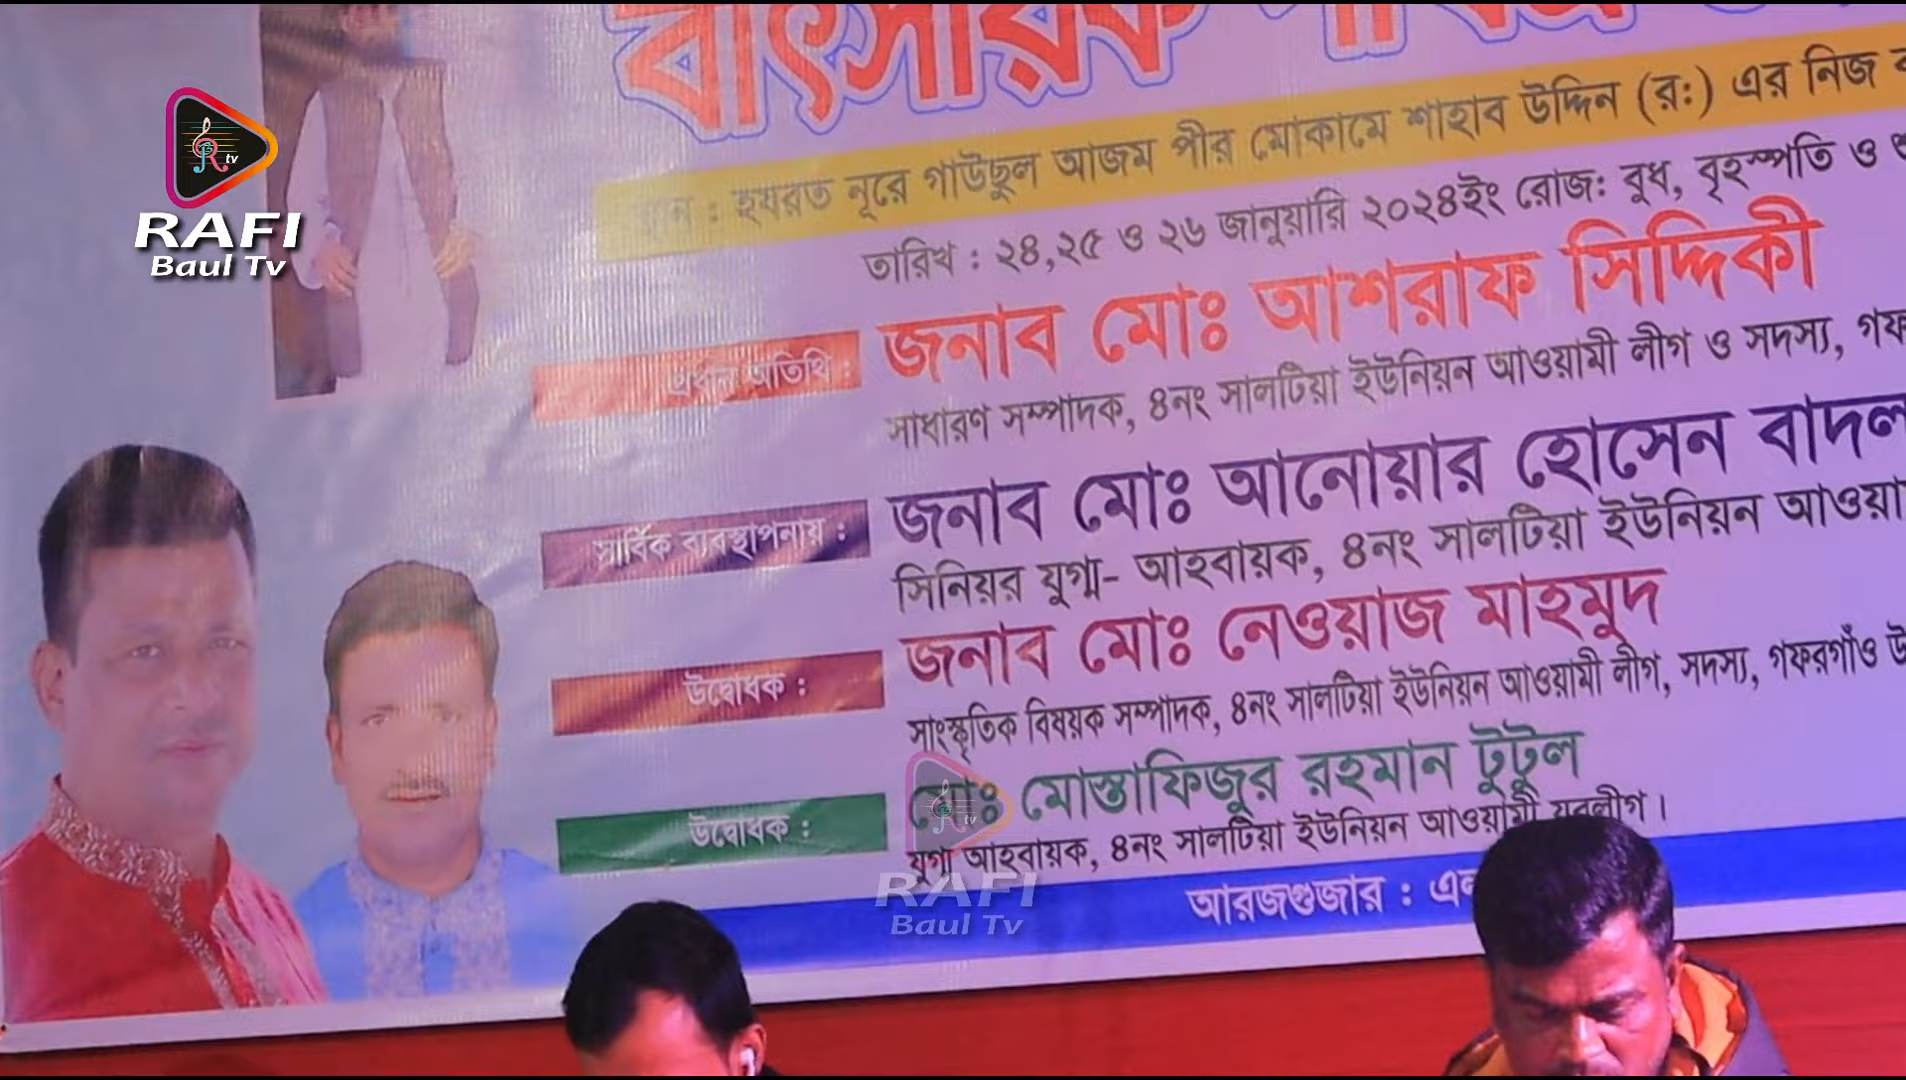 বাৎসরিক পবিত্র
RAFI
Baul Tv
: হযরত নূরে গাউছুল আজম পীর মোকামে শাহাব উদ্দিন (র:) এর নিজ
তারিখ : ২৪,২৫ ও ২৬ জানুয়ারি ২০২৪ইং রোজ: বুধ, বৃহস্পতি ও
প্রধান অতিথি : জনাব মোঃ আশরাফ সিদ্দিকী
সাধারণ সম্পাদক, ৪নং সালটিয়া ইউনিয়ন আওয়ামী লীগ ও সদস্য,
সার্বিক ব্যবস্থাপনায় : জনাব মোঃ আনোয়ার হোসেন বাদল
সিনিয়র যুগ্ম- আহবায়ক, ৪নং সালটিয়া ইউনিয়ন
উদ্বোধক : জনাব মোঃ নেওয়াজ মাহমুদ
সাংস্কৃতিক বিষয়ক সম্পাদক, ৪নং সালটিয়া ইউনিয়ন আওয়ামী লীগ, সদস্য, গফরগাঁও
উদ্বোধক : মোঃ মোস্তাফিজুর রহমান টুটুল
যুগ্ম আহবায়ক, ৪নং সালটিয়া ইউনিয়ন আওয়ামী যুবলীগ।
RAFI
Baul Tv
আরজগুজার :